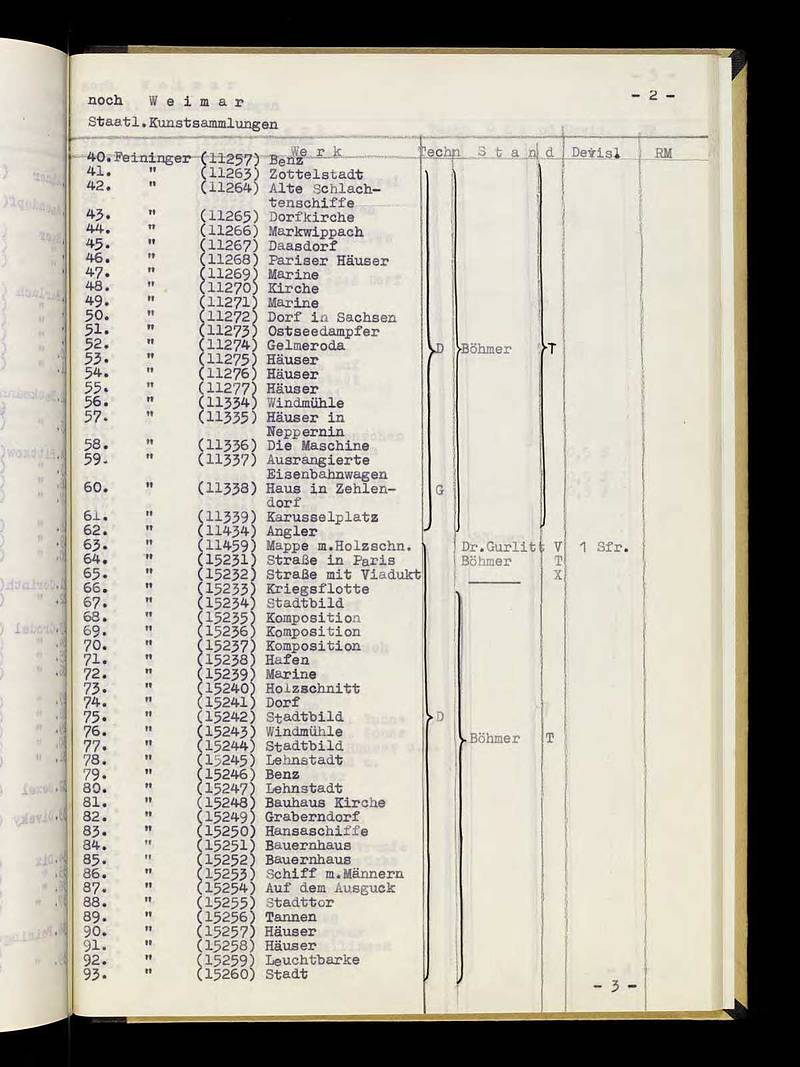 noch W e i m a r - 2 -
Staatl.Kunstsammlungen
W e r k Techn S t a n d Devis. RM
40. Feininger (11257) Benz
41. " (11263) Zottelstadt
42. " (11264) Alte Schlach-
tenschiffe
43. " (11265) Dorfkirche
44. " (11266) Markwippach
45. " (11267) Daasdorf
46. " (11268) Pariser Häuser
47. " (11269) Marine
48. " (11270) Kirche
49. " (11271) Marine
50. " (11272) Dorf in Sachsen
51. " (11273) Ostseedampfer
52. " (11274) Gelmeroda D Böhmer T
53. " (11275) Häuser
54. " (11276) Häuser
55. " (11277) Häuser
56. " (11334) Windmühle
57. " (11335) Häuser in
Neppernin
58. " (11336) Die Maschine
59. " (11337) Ausrangierte
Eisenbahnwagen
60. " (11338) Haus in Zehlen- G
dorf
61. " (11339) Karusselplatz
62. " (11434) Angler
63. " (11459) Mappe m.Holzschn. Dr.Gurlitt V 1 Sfr.
64. " (15231) Straße in Paris Böhmer T
65. " (15232) Straße mit Viadukt X
66. " (15233) Kriegsflotte
67. " (15234) Stadtbild
68. " (15235) Komposition
69. " (15236) Komposition
70. " (15237) Komposition
71. " (15238) Hafen
72. " (15239) Marine
73. " (15240) Holzschnitt
74. " (15241) Dorf
75. " (15242) Stadtbild D
76. " (15243) Windmühle
77. " (15244) Stadtbild Böhmer T
78. " (15245) Lehnstadt
79. " (15246) Benz
80. " (15247) Lehnstadt
81. " (15248) Bauhaus Kirche
82. " (15249) Graberndorf
83. " (15250) Hansaschiffe
84. " (15251) Bauernhaus
85. " (15252) Bauernhaus
86. " (15253) Schiff m.Männern
87. " (15254) Auf dem Ausguck
88. " (15255) Stadttor
89. " (15256) Tannen
90. " (15257) Häuser
91. " (15258) Häuser
92. " (15259) Leuchtbarke
93. " (15260) Stadt
- 3 -